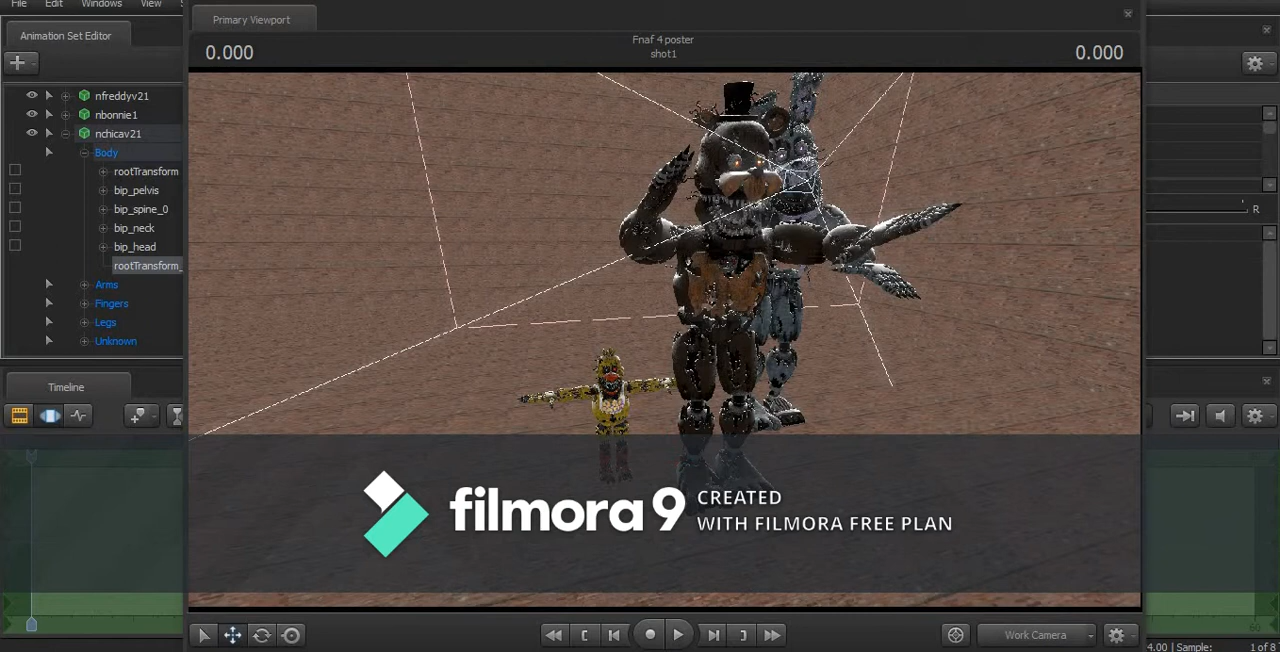 File Edit Windows View
Primary Viewport
Animation Set Editor
Fnaf 4 poster
shot1
0.000
0.000
nfreddyv21
nbonnie1
nchicav21
Body
rootTransform
bip_pelvis
bip_spine_0
bip_neck
bip_head
rootTransform_
Arms
Fingers
Legs
Unknown
R
Timeline
filmora 9
CREATED
WITH FILMORA FREE PLAN
Work Camera
60
4.00 | Sample: 1 of 8